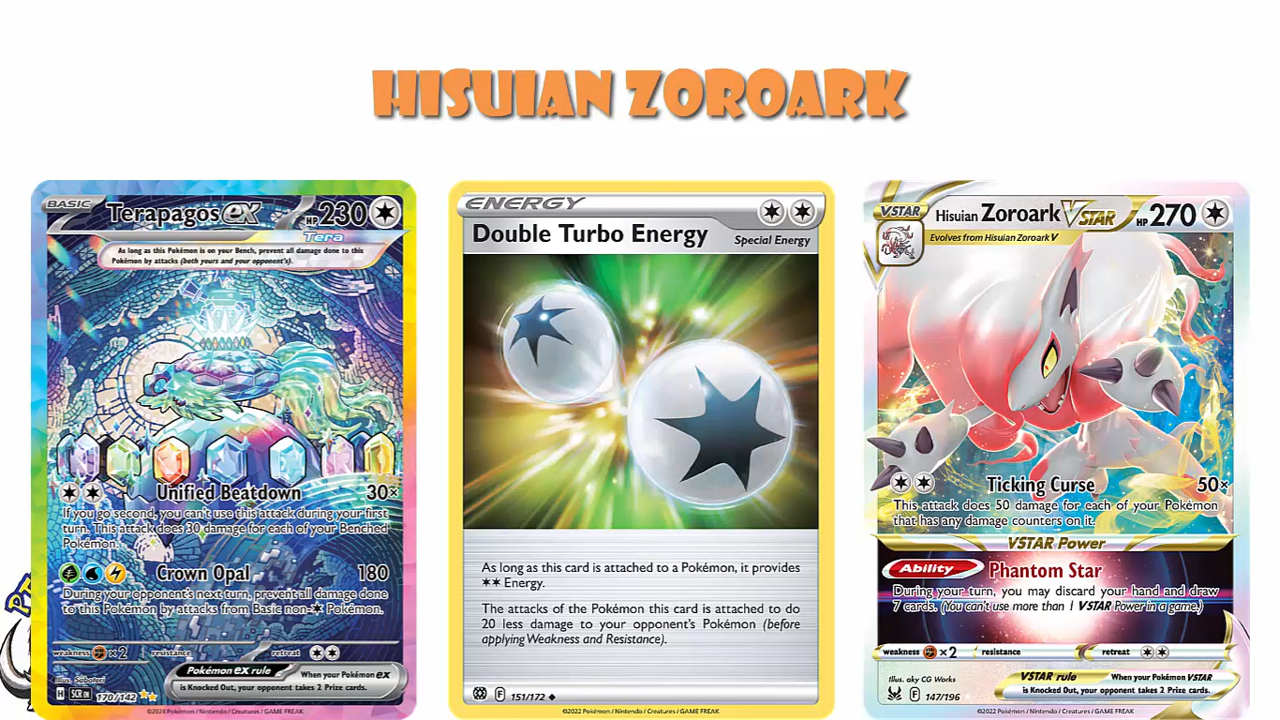 HISUIAN ZOROARK
BASIC
Terapagos ex
HP 230
Tera
As long as this Pokémon is on your Bench, prevent all damage done to this
Pokémon by attacks (both yours and your opponent's).
Unified Beatdown 30×
If you go second, you can't use this attack during your first
turn. This attack does 30 damage for each of your Benched
Pokémon.
Crown Opal 180
During your opponent's next turn, prevent all damage done
to this Pokémon by attacks from Basic non- Pokémon.
weakness ×2 resistance retreat
Pokémon ex rule
When your Pokémon ex
is Knocked Out, your opponent takes 2 Prize cards.
H SCR EN 170/142
©2024 Pokémon / Nintendo / Creatures / GAME FREAK
ENERGY
Double Turbo Energy
Special Energy
As long as this card is attached to a Pokémon, it provides
Energy.
The attacks of the Pokémon this card is attached to do
20 less damage to your opponent's Pokémon (before
applying Weakness and Resistance).
F 151/172
©2022 Pokémon / Nintendo / Creatures / GAME FREAK
VSTAR
Hisuian Zoroark VSTAR
HP 270
Evolves from Hisuian Zoroark V
Ticking Curse 50×
This attack does 50 damage for each of your Pokémon
that has any damage counters on it.
VSTAR Power
Ability Phantom Star
During your turn, you may discard your hand and draw
7 cards. (You can't use more than 1 VSTAR Power in a game.)
weakness ×2 resistance retreat
Illus. aky CG Works
VSTAR rule
When your Pokémon VSTAR
is Knocked Out, your opponent takes 2 Prize cards.
F 147/196
©2022 Pokémon / Nintendo / Creatures / GAME FREAK